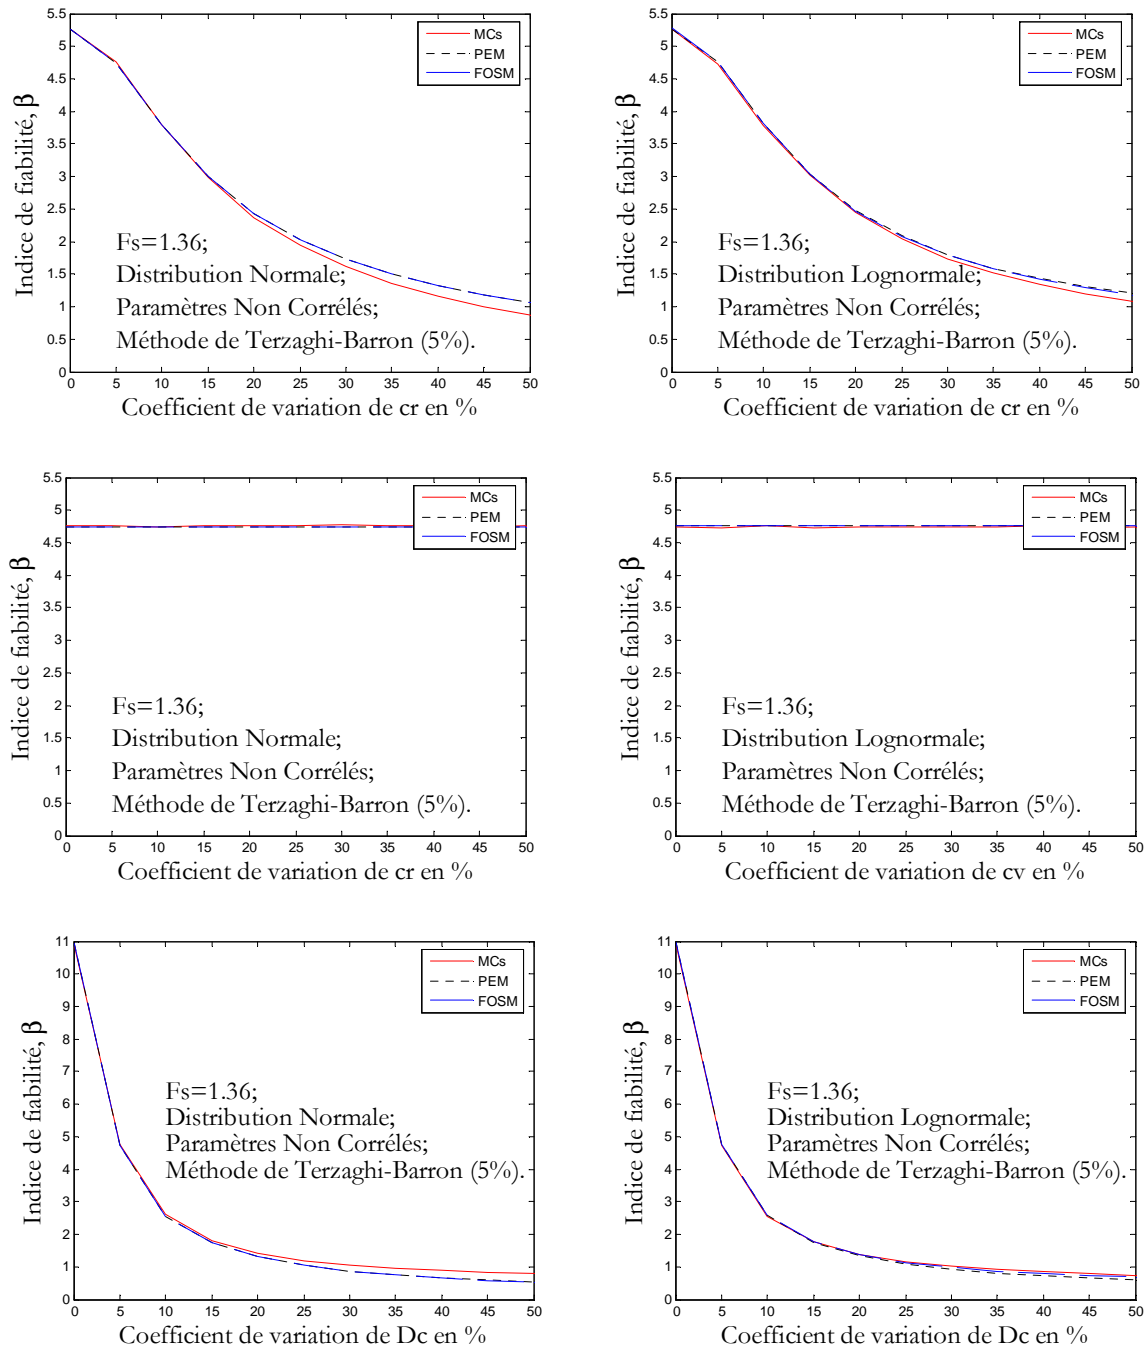 5.5
5
4.5
4
3.5
3
2.5
2
1.5
1
0.5
0
Indice de fiabilité, β
MCs
PEM
FOSM
Fs=1.36;
Distribution Normale;
Paramètres Non Corrélés;
Méthode de Terzaghi-Barron (5%).
0 5 10 15 20 25 30 35 40 45 50
Coefficient de variation de cr en %
5.5
5
4.5
4
3.5
3
2.5
2
1.5
1
0.5
0
Indice de fiabilité, β
MCs
PEM
FOSM
Fs=1.36;
Distribution Lognormale;
Paramètres Non Corrélés;
Méthode de Terzaghi-Barron (5%).
0 5 10 15 20 25 30 35 40 45 50
Coefficient de variation de cr en %
5.5
5
4.5
4
3.5
3
2.5
2
1.5
1
0.5
0
Indice de fiabilité, β
MCs
PEM
FOSM
Fs=1.36;
Distribution Normale;
Paramètres Non Corrélés;
Méthode de Terzaghi-Barron (5%).
0 5 10 15 20 25 30 35 40 45 50
Coefficient de variation de cr en %
5.5
5
4.5
4
3.5
3
2.5
2
1.5
1
0.5
0
Indice de fiabilité, β
MCs
PEM
FOSM
Fs=1.36;
Distribution Lognormale;
Paramètres Non Corrélés;
Méthode de Terzaghi-Barron (5%).
0 5 10 15 20 25 30 35 40 45 50
Coefficient de variation de cv en %
11
10
9
8
7
6
5
4
3
2
1
0
Indice de fiabilité, β
MCs
PEM
FOSM
Fs=1.36;
Distribution Normale;
Paramètres Non Corrélés;
Méthode de Terzaghi-Barron (5%).
0 5 10 15 20 25 30 35 40 45 50
Coefficient de variation de Dc en %
11
10
9
8
7
6
5
4
3
2
1
0
Indice de fiabilité, β
MCs
PEM
FOSM
Fs=1.36;
Distribution Lognormale;
Paramètres Non Corrélés;
Méthode de Terzaghi-Barron (5%).
0 5 10 15 20 25 30 35 40 45 50
Coefficient de variation de Dc en %